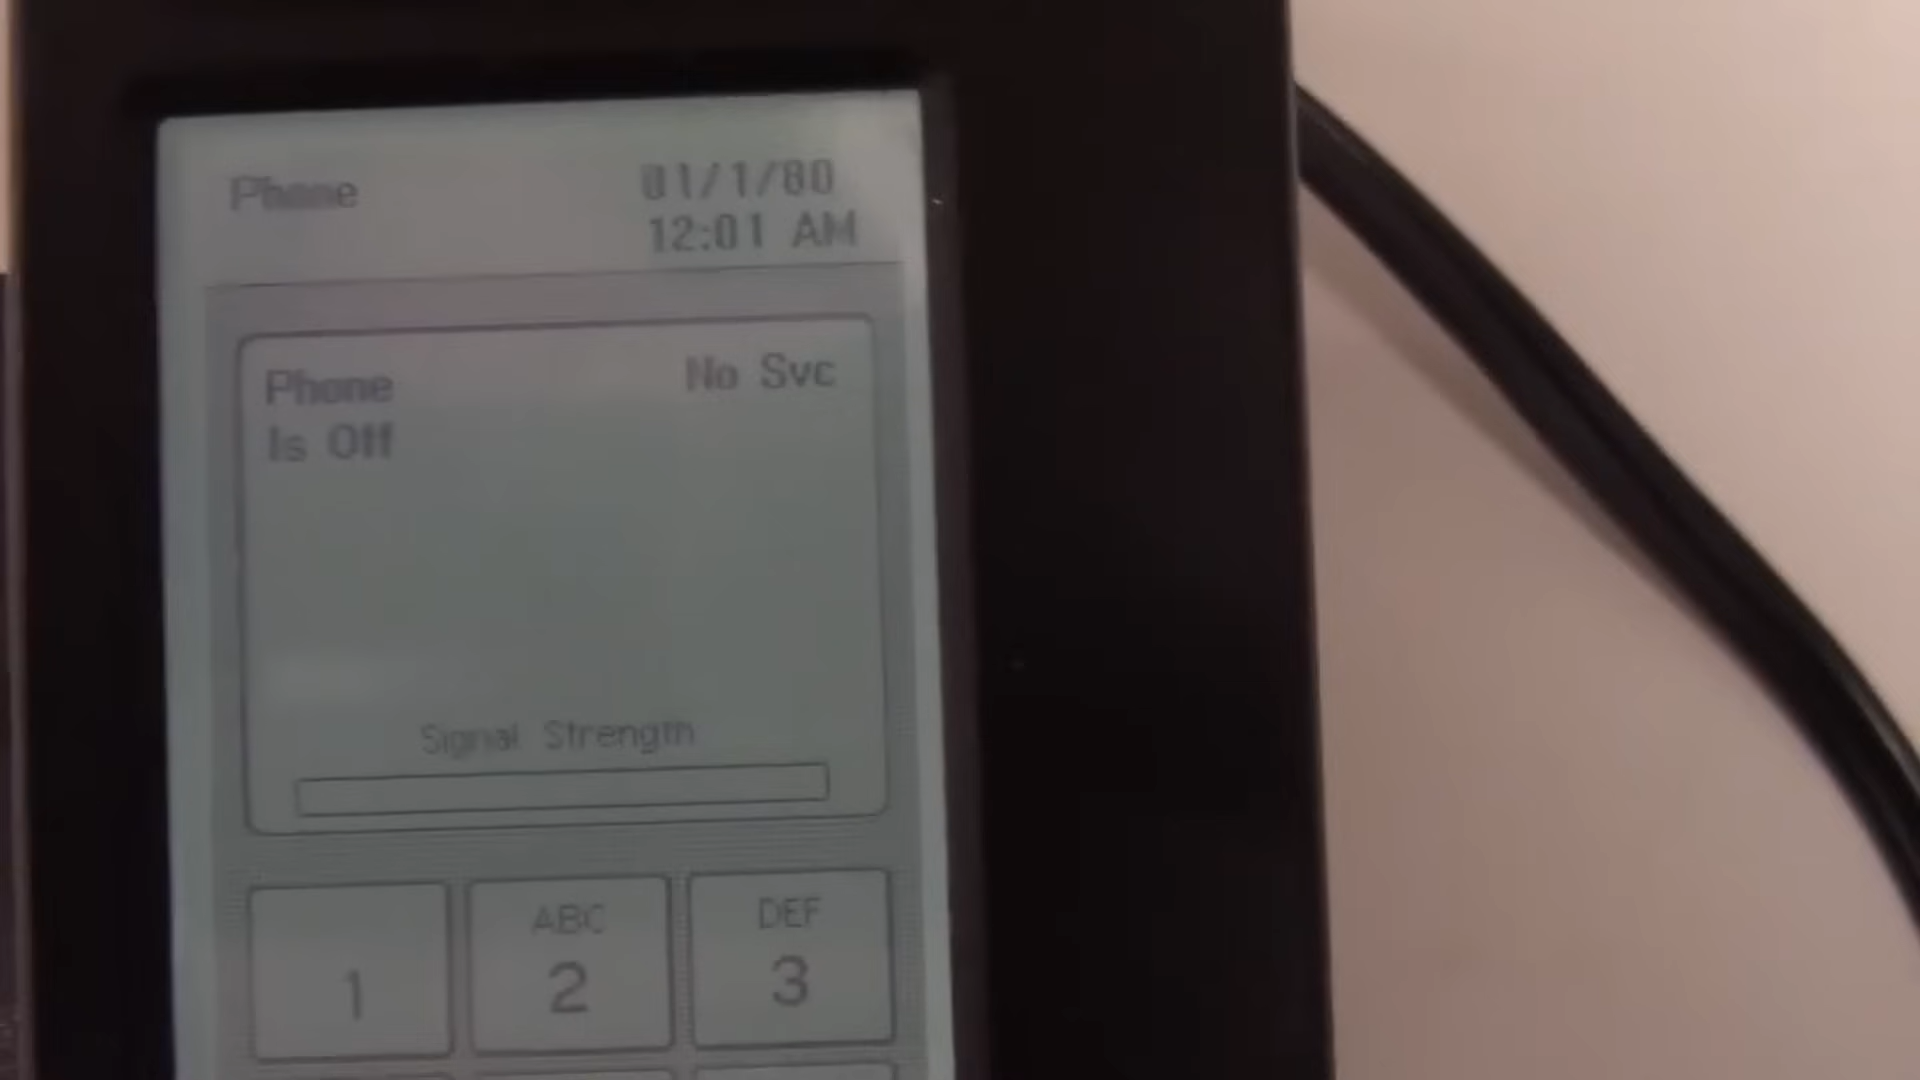 Phone
01/1/80
12:01 AM
Phone
Is Off
No Svc
Signal Strength
1
ABC
2
DEF
3